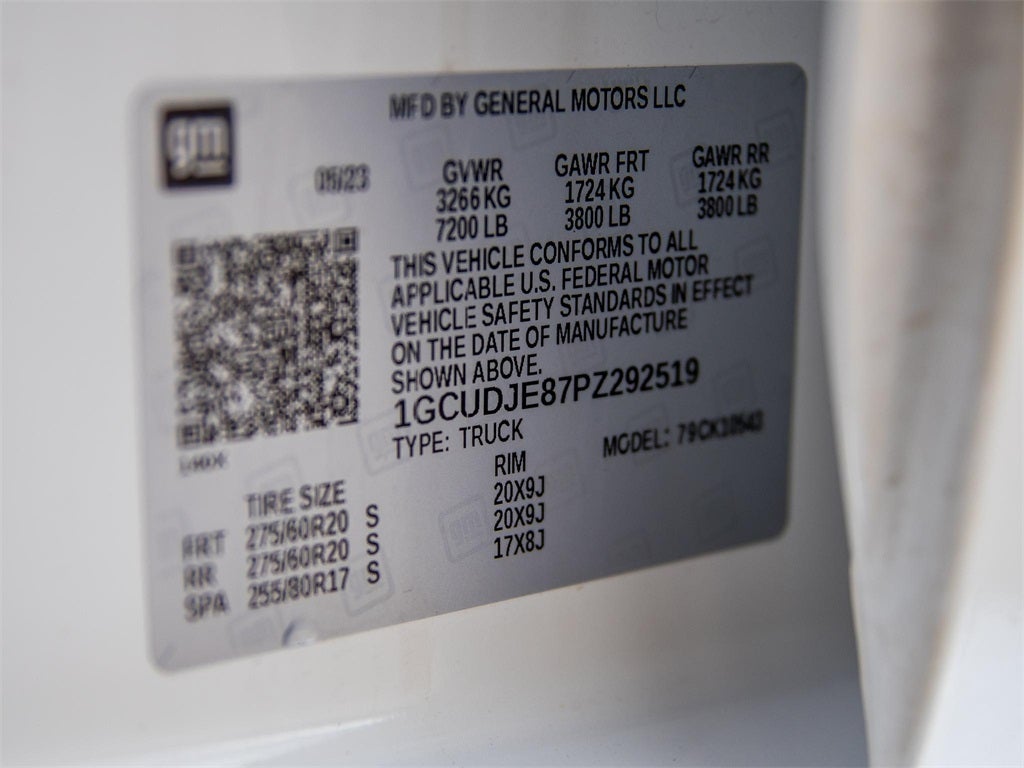 gm
MFD BY GENERAL MOTORS LLC
05/23
GVWR GAWR FRT GAWR RR
3266 KG 1724 KG 1724 KG
7200 LB 3800 LB 3800 LB
THIS VEHICLE CONFORMS TO ALL
APPLICABLE U.S. FEDERAL MOTOR
VEHICLE SAFETY STANDARDS IN EFFECT
ON THE DATE OF MANUFACTURE
SHOWN ABOVE.
1GCUDJE87PZ292519
TYPE: TRUCK MODEL: 79CK10543
TIRE SIZE RIM
FRT 275/60R20 S 20X9J
RR 275/60R20 S 20X9J
SPA 255/80R17 S 17X8J